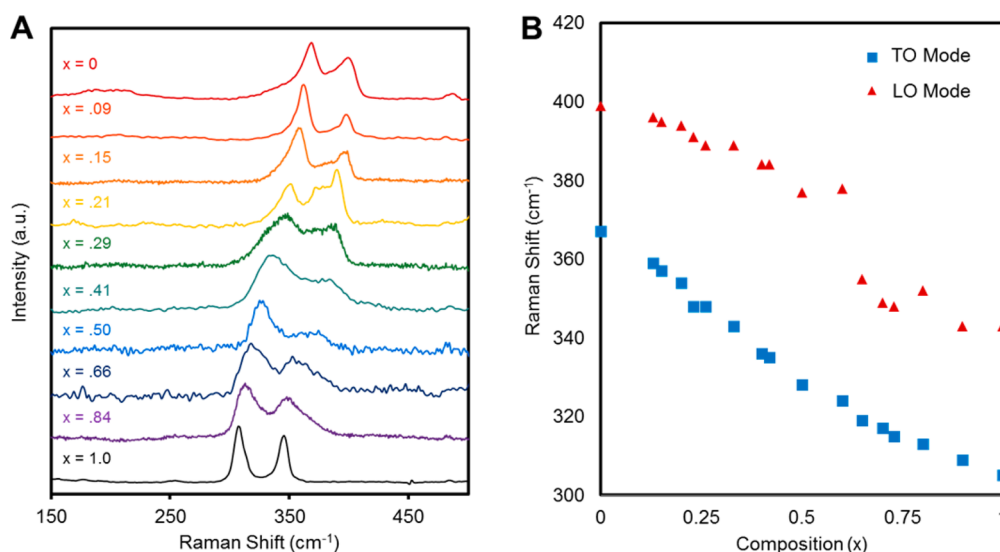 A
x = 0
x = .09
x = .15
x = .21
x = .29
x = .41
x = .50
x = .66
x = .84
x = 1.0
Intensity (a.u.)
150
250
350
450
Raman Shift (cm-1)
B
420
400
380
360
340
320
300
Raman Shift (cm-1)
TO Mode
LO Mode
0
0.25
0.5
0.75
1
Composition (x)